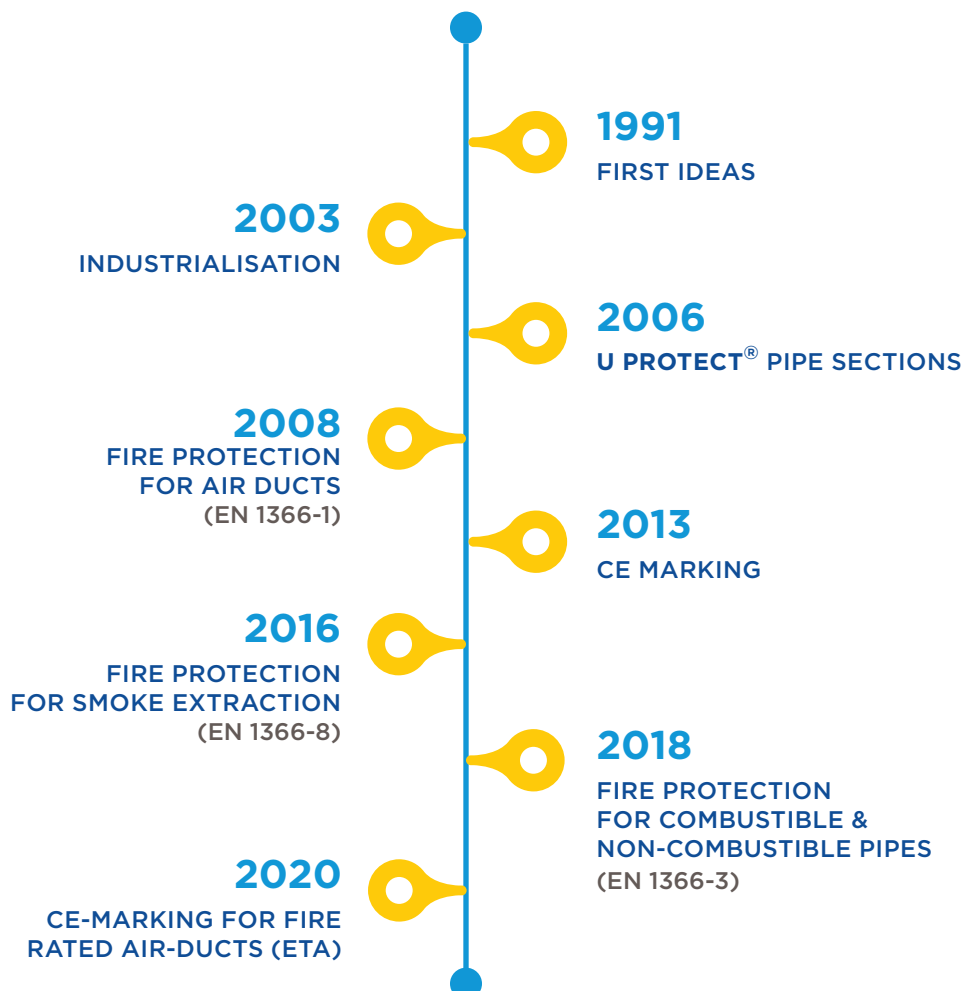 1991
FIRST IDEAS
2003
INDUSTRIALISATION
2006
U PROTECT® PIPE SECTIONS
2008
FIRE PROTECTION
FOR AIR DUCTS
(EN 1366-1)
2013
CE MARKING
2016
FIRE PROTECTION
FOR SMOKE EXTRACTION
(EN 1366-8)
2018
FIRE PROTECTION
FOR COMBUSTIBLE &
NON-COMBUSTIBLE PIPES
(EN 1366-3)
2020
CE-MARKING FOR FIRE
RATED AIR-DUCTS (ETA)